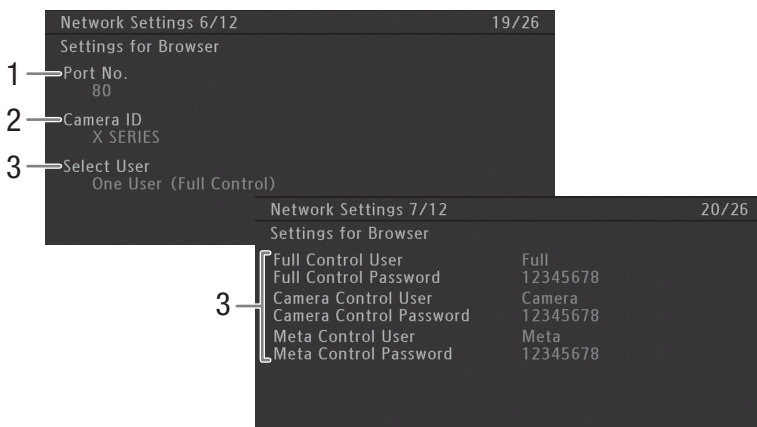 Network Settings 6/12 19/26
Settings for Browser
1 Port No.
80
2 Camera ID
X SERIES
3 Select User
One User (Full Control)
Network Settings 7/12 20/26
Settings for Browser
3
Full Control User Full
Full Control Password 12345678
Camera Control User Camera
Camera Control Password 12345678
Meta Control User Meta
Meta Control Password 12345678